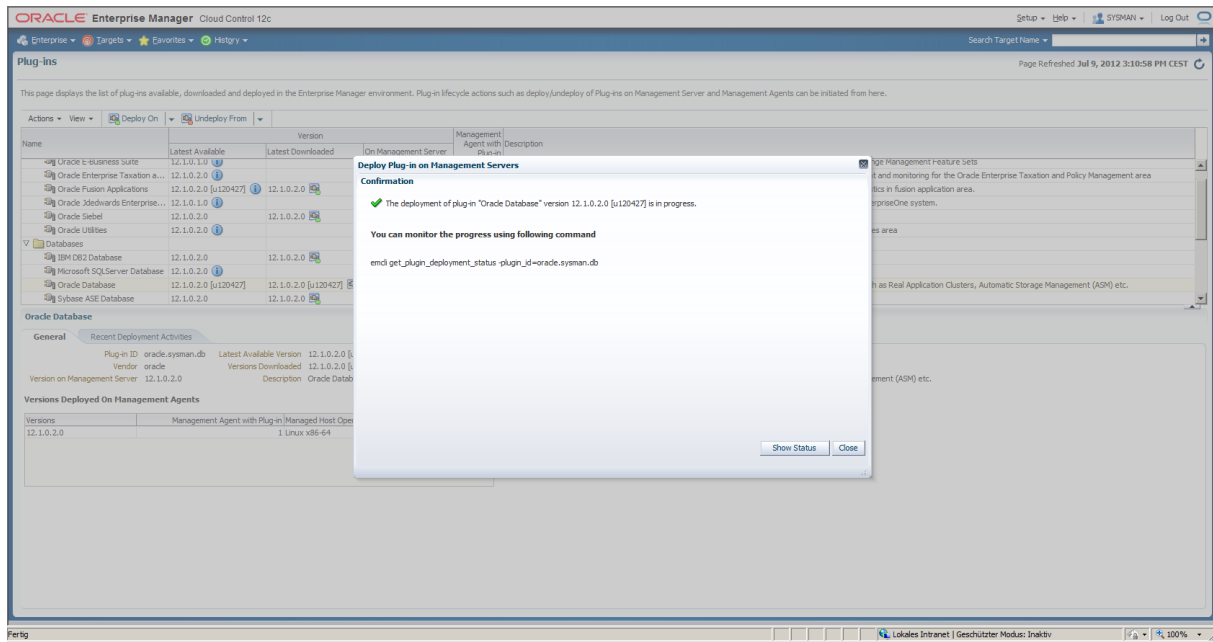 ORACLE Enterprise Manager Cloud Control 12c
Setup Help SYSMAN Log Out
Enterprise Targets Favorites History Search Target Name
Plug-ins Page Refreshed Jul 9, 2012 3:10:58 PM CEST
This page displays the list of plug-ins available, downloaded and deployed in the Enterprise Manager environment. Plug-in lifecycle actions such as deploy/undeploy of Plug-ins on Management Server and Management Agents can be initiated from here.
Actions View Deploy On Undeploy From
Name Version Management Agent with Plug-in Description
Latest Available Latest Downloaded On Management Server
Oracle E-Business Suite 12.1.0.1.0 nge Management Feature Sets
Oracle Enterprise Taxation a... 12.1.0.2.0 t and monitoring for the Oracle Enterprise Taxation and Policy Management area
Oracle Fusion Applications 12.1.0.2.0 [u120427] 12.1.0.2.0 tics in fusion application area.
Oracle Jdedwards Enterprise... 12.1.0.1.0 erpriseOne system.
Oracle Siebel 12.1.0.2.0 12.1.0.2.0
Oracle Utilities 12.1.0.2.0 es area
Databases
IBM DB2 Database 12.1.0.2.0 12.1.0.2.0
Microsoft SQLServer Database 12.1.0.2.0
Oracle Database 12.1.0.2.0 [u120427] 12.1.0.2.0 [u120427] h as Real Application Clusters, Automatic Storage Management (ASM) etc.
Sybase ASE Database 12.1.0.2.0 12.1.0.2.0
Deploy Plug-in on Management Servers
Confirmation
The deployment of plug-in "Oracle Database" version 12.1.0.2.0 [u120427] is in progress.
You can monitor the progress using following command
emcli get_plugin_deployment_status -plugin_id=oracle.sysman.db
Show Status Close
Oracle Database
General Recent Deployment Activities
Plug-in ID oracle.sysman.db Latest Available Version 12.1.0.2.0 [u
Vendor oracle Versions Downloaded 12.1.0.2.0 [u
Version on Management Server 12.1.0.2.0 Description Oracle Datab ement (ASM) etc.
Versions Deployed On Management Agents
Versions Management Agent with Plug-in Managed Host Oper
12.1.0.2.0 1 Linux x86-64
Fertig Lokales Intranet | Geschützter Modus: Inaktiv 100%